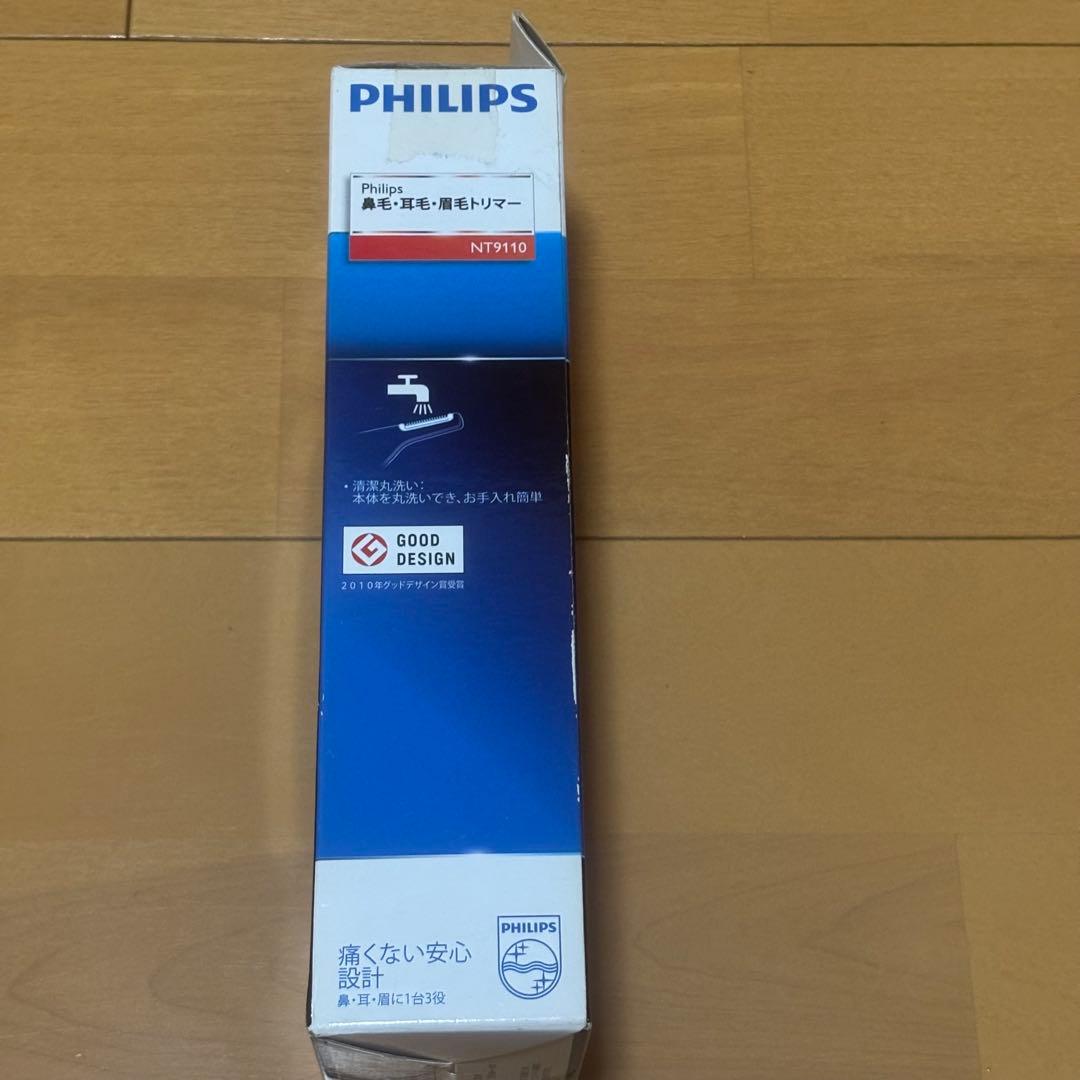 PHILIPS
Philips
鼻毛・耳毛・眉毛トリマー
NT9110
・清潔丸洗い：
本体を丸洗いでき、お手入れ簡単
GOOD
DESIGN
2010年グッドデザイン賞受賞
痛くない安心
設計
鼻・耳・眉に1台3役
PHILIPS